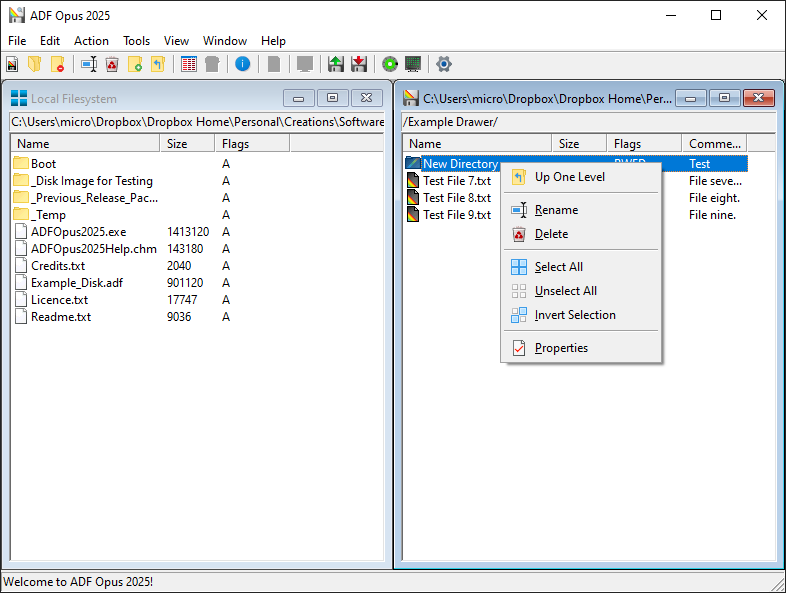 ADF Opus 2025
File Edit Action Tools View Window Help
Local Filesystem
C:\Users\micro\Dropbox\Dropbox Home\Personal\Creations\Software
Name Size Flags
Boot A
_Disk Image for Testing A
_Previous_Release_Pac... A
_Temp A
ADFOpus2025.exe 1413120 A
ADFOpus2025Help.chm 143180 A
Credits.txt 2040 A
Example_Disk.adf 901120 A
Licence.txt 17747 A
Readme.txt 9036 A
C:\Users\micro\Dropbox\Dropbox Home\Per...
/Example Drawer/
Name Size Flags Comme...
New Directory Test
Test File 7.txt File seve...
Test File 8.txt File eight.
Test File 9.txt File nine.
Up One Level
Rename
Delete
Select All
Unselect All
Invert Selection
Properties
Welcome to ADF Opus 2025!